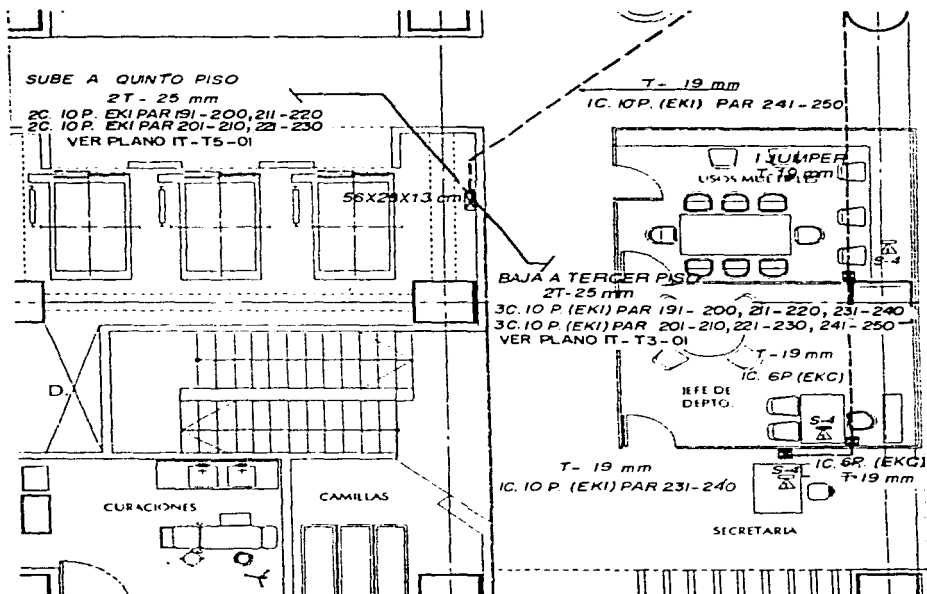 SUBE A QUINTO PISO
2T - 25 mm
2C. 10 P. EKI PAR 191-200, 211-220
2C. 10 P. EKI PAR 201-210, 221-230
VER PLANO IT-T5-01
T - 19 mm
1C. 10 P. (EKI) PAR 241-250
1 JUMPER
T-19 mm
USOS MULTIPLES
56X28X13 cm
S-4
BAJA A TERCER PISO
2T-25 mm
3C. 10 P. (EKI) PAR 191-200, 211-220, 231-240
3C. 10 P. (EKI) PAR 201-210, 221-230, 241-250
VER PLANO IT-T3-01
T-19 mm
1C. 6P. (EKC)
D.
JEFE DE
DEPTO.
S-4
T- 19 mm
1C. 10 P. (EKI) PAR 231-240
S-4
1C. 6P. (EKC)
T-19 mm
CURACIONES
CAMILLAS
SECRETARIA